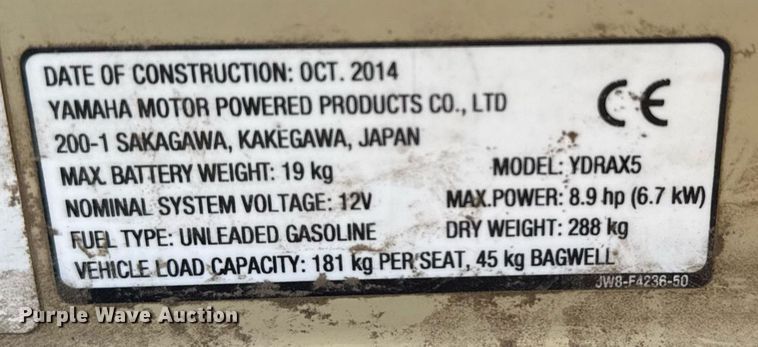 DATE OF CONSTRUCTION: OCT. 2014
YAMAHA MOTOR POWERED PRODUCTS CO., LTD
200-1 SAKAGAWA, KAKEGAWA, JAPAN
CE
MAX. BATTERY WEIGHT: 19 kg MODEL: YDRAX5
NOMINAL SYSTEM VOLTAGE: 12V MAX.POWER: 8.9 hp (6.7 kW)
FUEL TYPE: UNLEADED GASOLINE DRY WEIGHT: 288 kg
VEHICLE LOAD CAPACITY: 181 kg PER SEAT, 45 kg BAGWELL
JW8-F4236-50
Purple Wave Auction